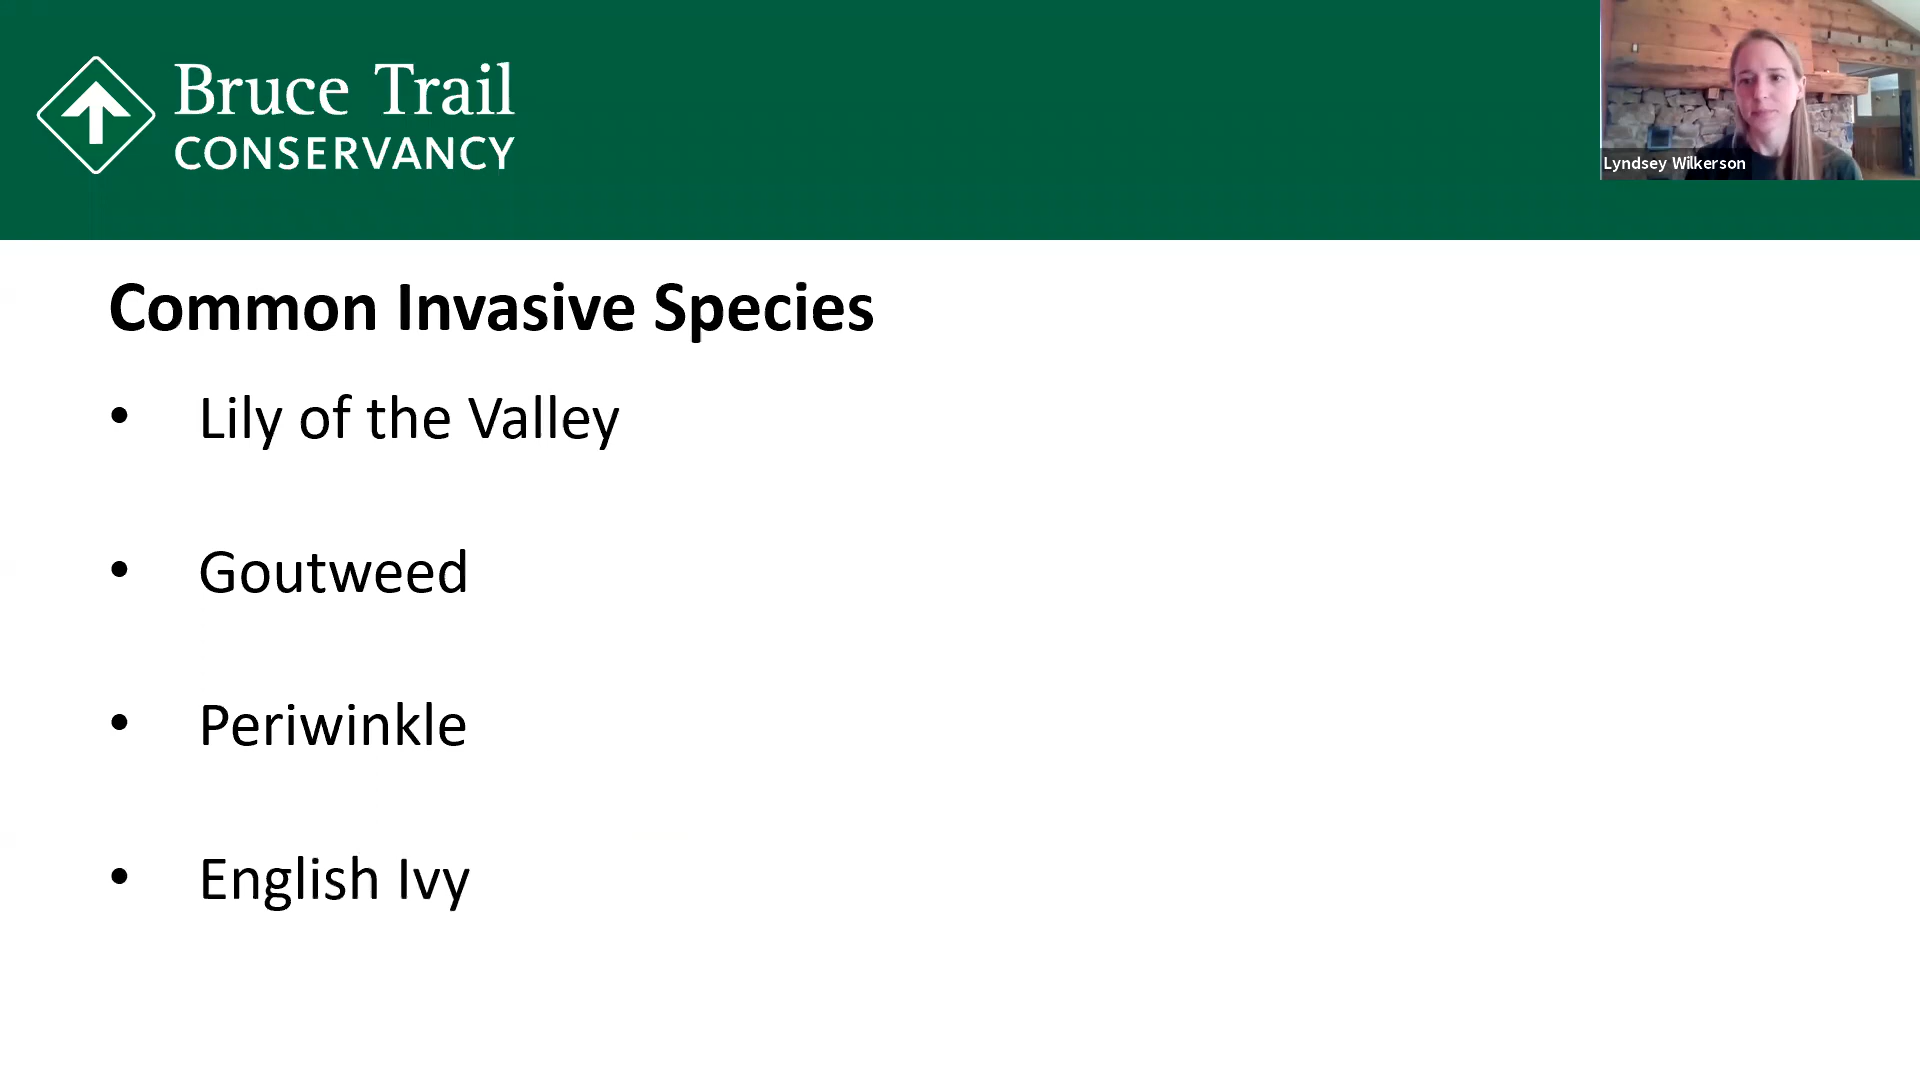 Bruce Trail
CONSERVANCY
Lyndsey Wilkerson
Common Invasive Species
• Lily of the Valley
• Goutweed
• Periwinkle
• English Ivy